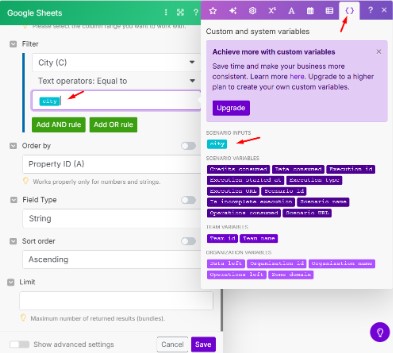 Google Sheets
Please select the column range you want to work with.
Filter
City (C)
Text operators: Equal to
city
Add AND rule
Add OR rule
Order by
Property ID (A)
Works properly only for numbers and strings.
Field Type
String
Sort order
Ascending
Limit
Maximum number of returned results (bundles).
Show advanced settings
Cancel
Save
Custom and system variables
Achieve more with custom variables
Save time and make your business more consistent. Learn more here. Upgrade to a higher plan to create your own custom variables.
Upgrade
SCENARIO INPUTS
city
SCENARIO VARIABLES
Credits consumed Data consumed Execution id
Execution started at Execution type
Execution URL Scenario id
Is incomplete execution Scenario name
Operations consumed Scenario URL
TEAM VARIABLES
Team id Team name
ORGANIZATION VARIABLES
Data left Organization id Organization name
Operations left Zone domain